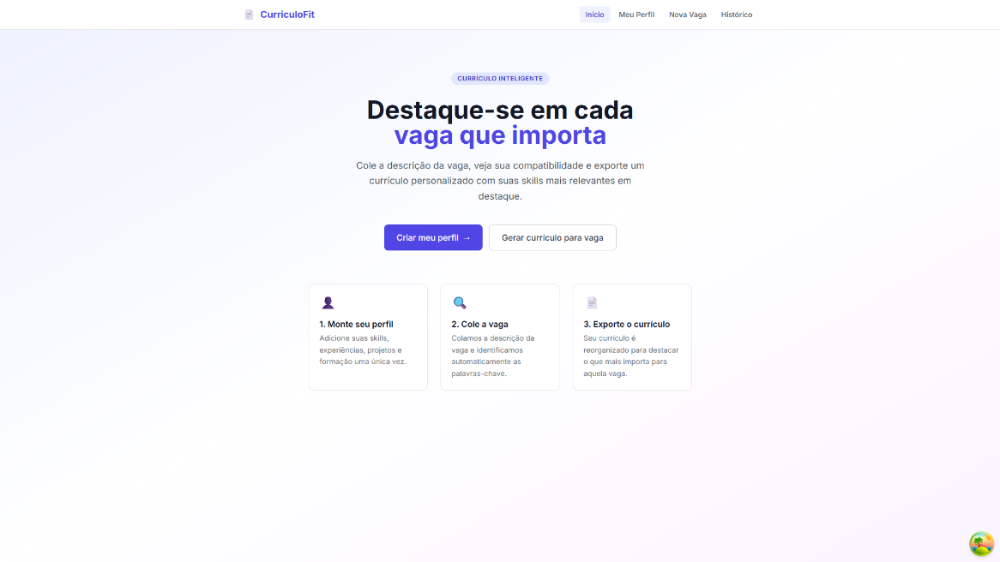 CurriculoFit
Início
Meu Perfil
Nova Vaga
Histórico
CURRÍCULO INTELIGENTE
Destaque-se em cada
vaga que importa
Cole a descrição da vaga, veja sua compatibilidade e exporte um
currículo personalizado com suas skills mais relevantes em
destaque.
Criar meu perfil →
Gerar currículo para vaga
1. Monte seu perfil
Adicione suas skills,
experiências, projetos e
formação uma única vez.
2. Cole a vaga
Colamos a descrição da
vaga e identificamos
automaticamente as
palavras-chave.
3. Exporte o currículo
Seu currículo é
reorganizado para destacar
o que mais importa para
aquela vaga.